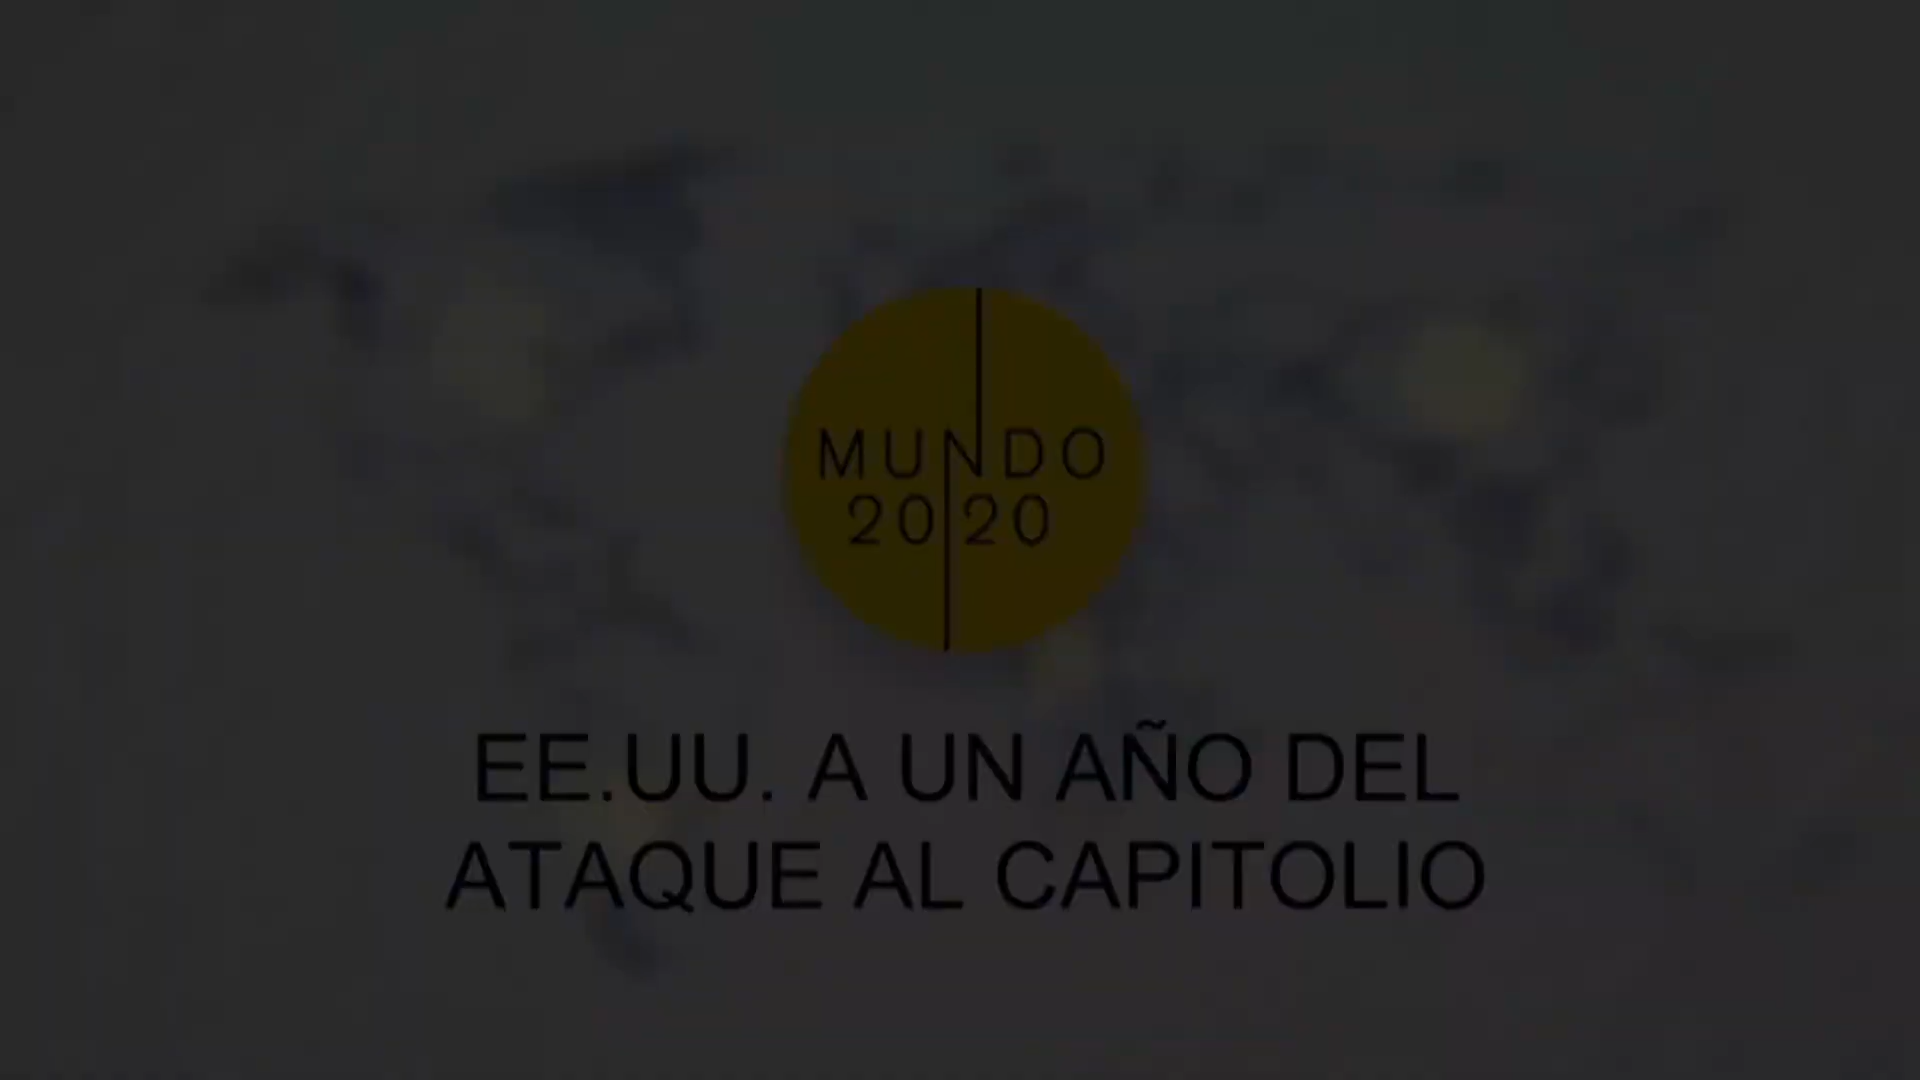 MUNDO
2020
EE.UU. A UN AÑO DEL
ATAQUE AL CAPITOLIO